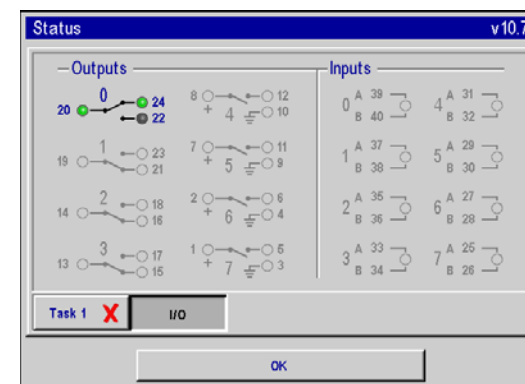 Status v10.7
Outputs Inputs
0 20 24 22
8 12 + 4 10
0 A 39 B 40
4 A 31 B 32
1 19 23 21
7 11 + 5 9
1 A 37 B 38
5 A 29 B 30
2 14 18 16
2 6 + 6 4
2 A 35 B 36
6 A 27 B 28
3 13 17 15
1 5 + 7 3
3 A 33 B 34
7 A 25 B 26
Task 1 X I/O
OK